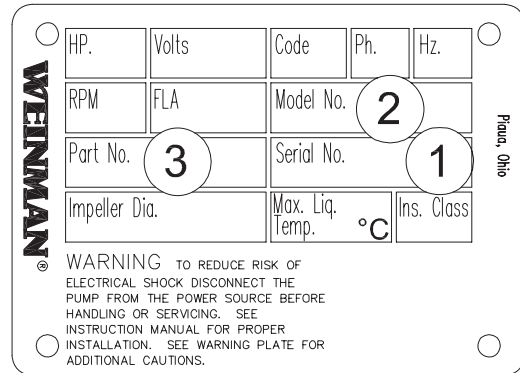 HP. Volts Code Ph. Hz.
RPM FLA Model No. 2
Part No. 3 Serial No. 1
Impeller Dia. Max. Liq. Temp. °C Ins. Class
WEINMAN®
Piaua, Ohio
WARNING TO REDUCE RISK OF
ELECTRICAL SHOCK DISCONNECT THE
PUMP FROM THE POWER SOURCE BEFORE
HANDLING OR SERVICING. SEE
INSTRUCTION MANUAL FOR PROPER
INSTALLATION. SEE WARNING PLATE FOR
ADDITIONAL CAUTIONS.